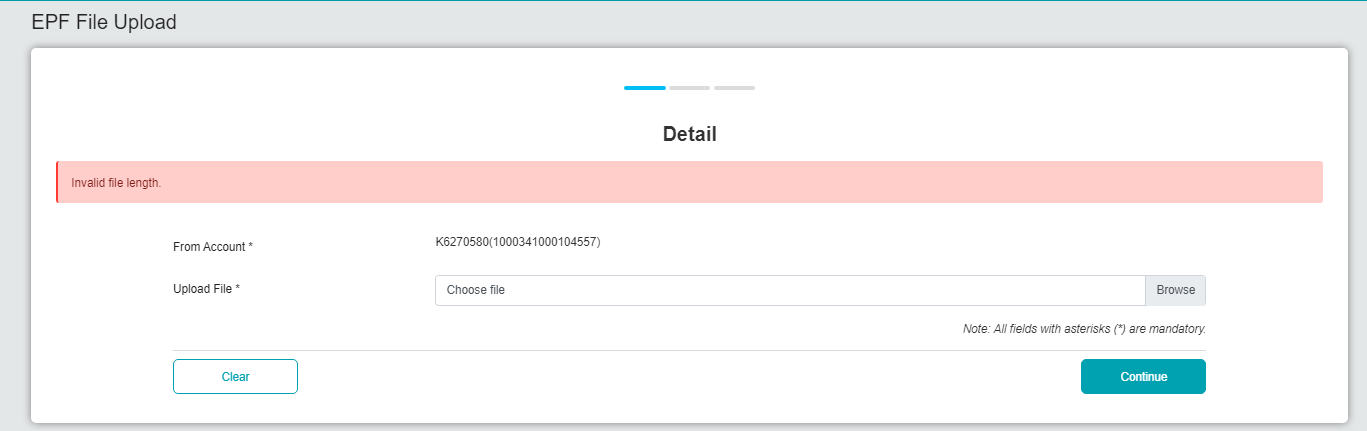 EPF File Upload
Detail
Invalid file length.
From Account *
K6270580(1000341000104557)
Upload File *
Choose file
Browse
Note: All fields with asterisks (*) are mandatory.
Clear
Continue